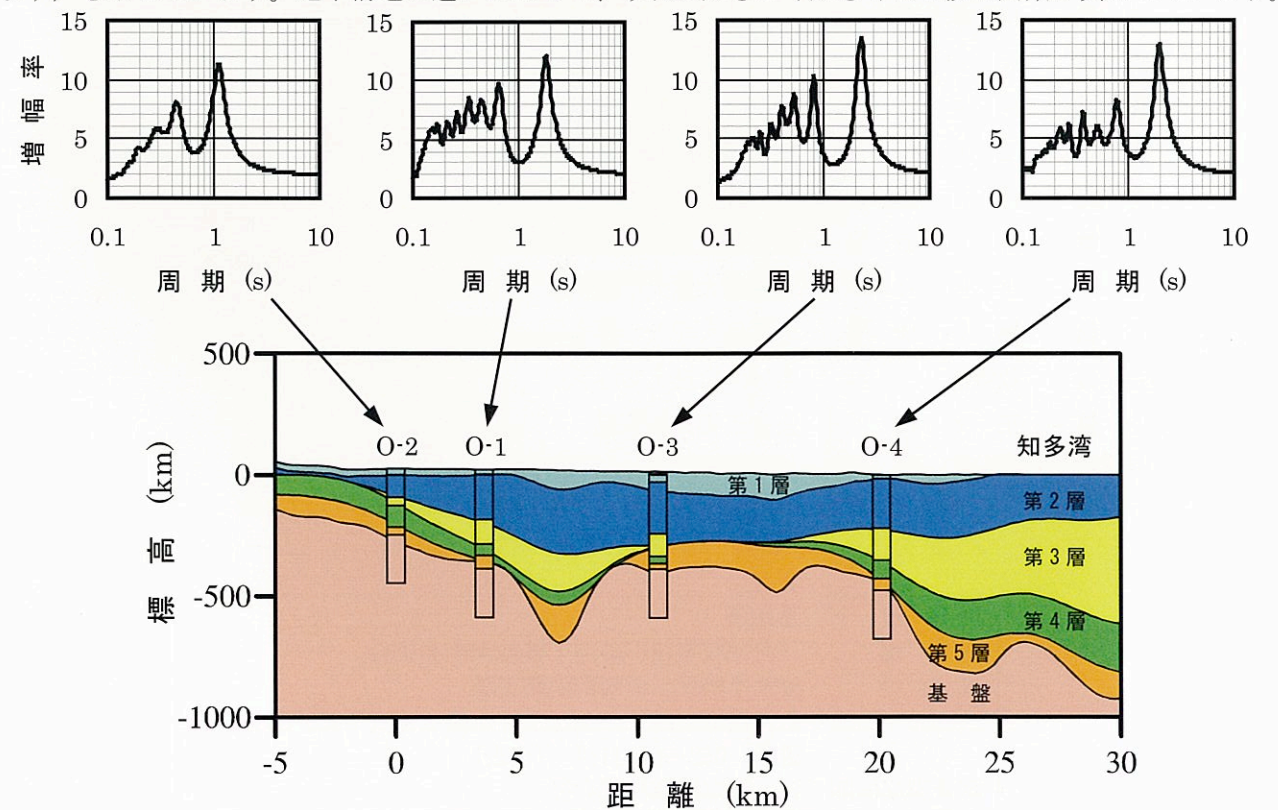 15 15 15 15
10 10 10 10
5 5 5 5
0 0 0 0
増幅率
0.1 1 10 0.1 1 10 0.1 1 10 0.1 1 10
周 期 (s) 周 期 (s) 周 期 (s) 周 期 (s)
500
O-2 O-1 O-3 O-4 知多湾
0
第1層
第2層
第3層
-500
第4層
第5層
基 盤
-1000
標 高 (km)
-5 0 5 10 15 20 25 30
距 離 (km)